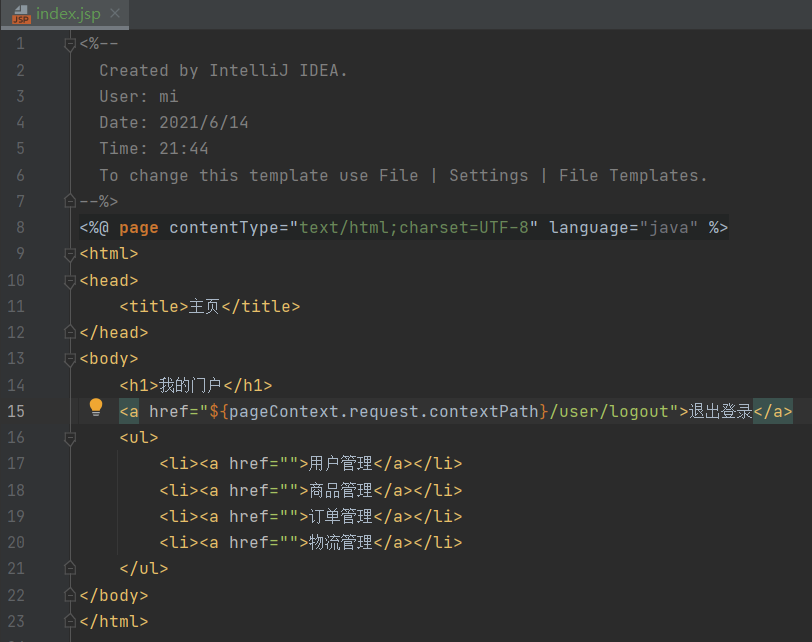 index.jsp
1 <%--
2   Created by IntelliJ IDEA.
3   User: mi
4   Date: 2021/6/14
5   Time: 21:44
6   To change this template use File | Settings | File Templates.
7 --%>
8 <%@ page contentType="text/html;charset=UTF-8" language="java" %>
9 <html>
10 <head>
11     <title>主页</title>
12 </head>
13 <body>
14     <h1>我的门户</h1>
15     <a href="${pageContext.request.contextPath}/user/logout">退出登录</a>
16     <ul>
17         <li><a href="">用户管理</a></li>
18         <li><a href="">商品管理</a></li>
19         <li><a href="">订单管理</a></li>
20         <li><a href="">物流管理</a></li>
21     </ul>
22 </body>
23 </html>